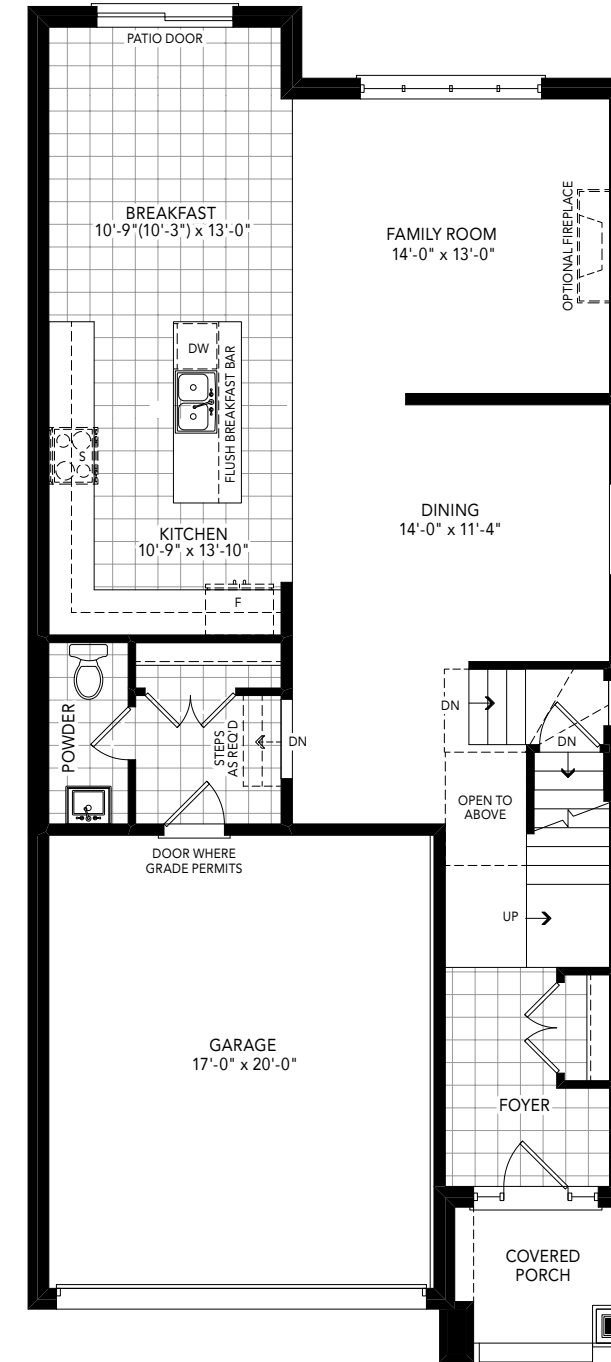 PATIO DOOR
BREAKFAST
10'-9"(10'-3") x 13'-0"
FAMILY ROOM
14'-0" x 13'-0"
OPTIONAL FIREPLACE
DW
FLUSH BREAKFAST BAR
S
DINING
14'-0" x 11'-4"
KITCHEN
10'-9" x 13'-10"
F
POWDER
STEPS
AS REQ'D
DN
DN
DN
OPEN TO
ABOVE
DOOR WHERE
GRADE PERMITS
UP
GARAGE
17'-0" x 20'-0"
FOYER
COVERED
PORCH